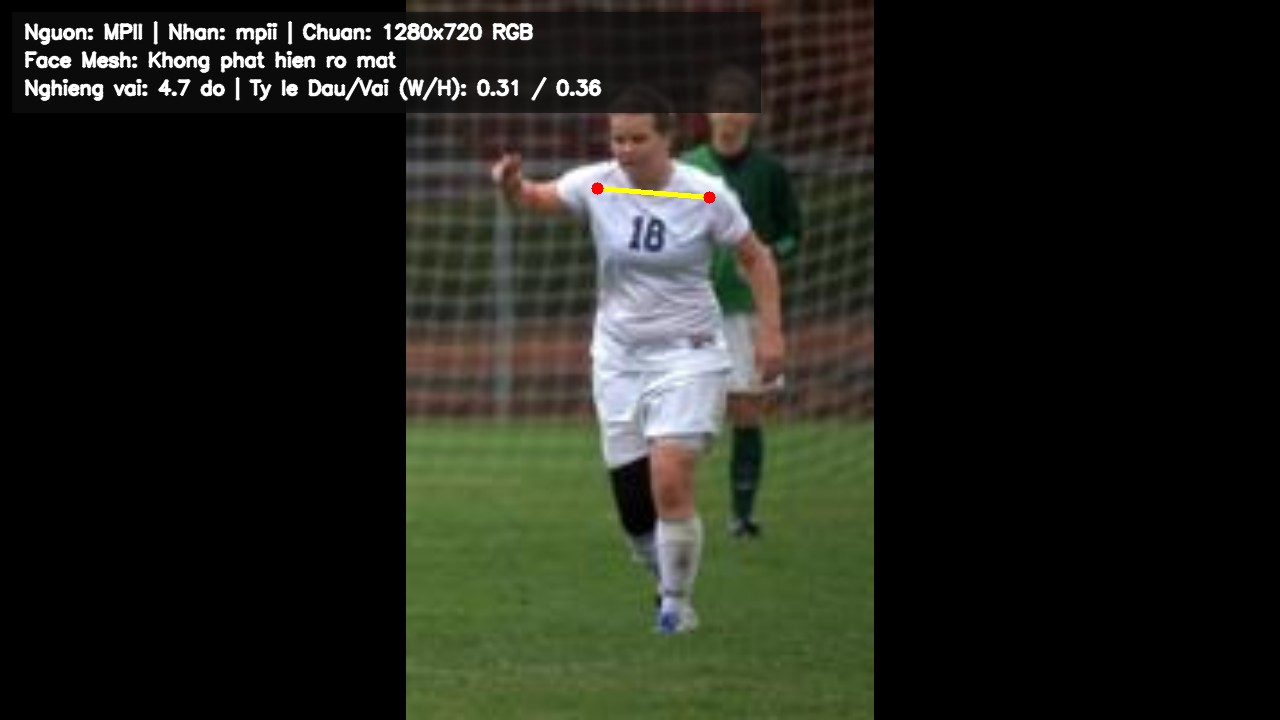 Nguon: MPII | Nhan: mpii | Chuan: 1280x720 RGB
Face Mesh: Khong phat hien ro mat
Nghieng vai: 4.7 do | Ty le Dau/Vai (W/H): 0.31 / 0.36
18